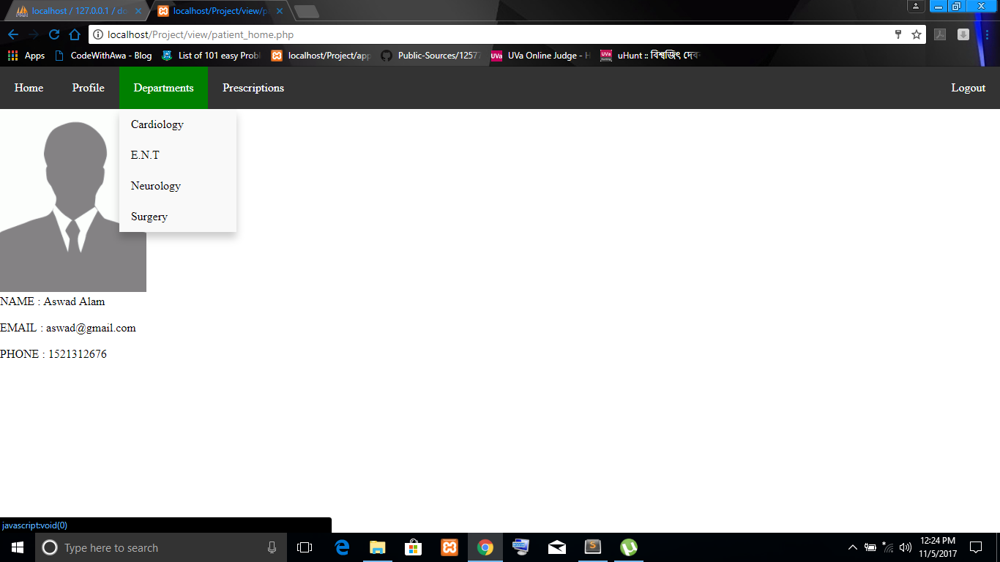 localhost / 127.0.0.1 / do
localhost/Project/view/pa
localhost/Project/view/patient_home.php
Apps CodeWithAwa - Blog List of 101 easy Probl localhost/Project/app Public-Sources/12577 UVa Online Judge - H uHunt :: বিশ্বজিৎ দেব
Home Profile Departments Prescriptions Logout
Cardiology
E.N.T
Neurology
Surgery
NAME : Aswad Alam
EMAIL : aswad@gmail.com
PHONE : 1521312676
javascript:void(0)
Type here to search
12:24 PM
11/5/2017